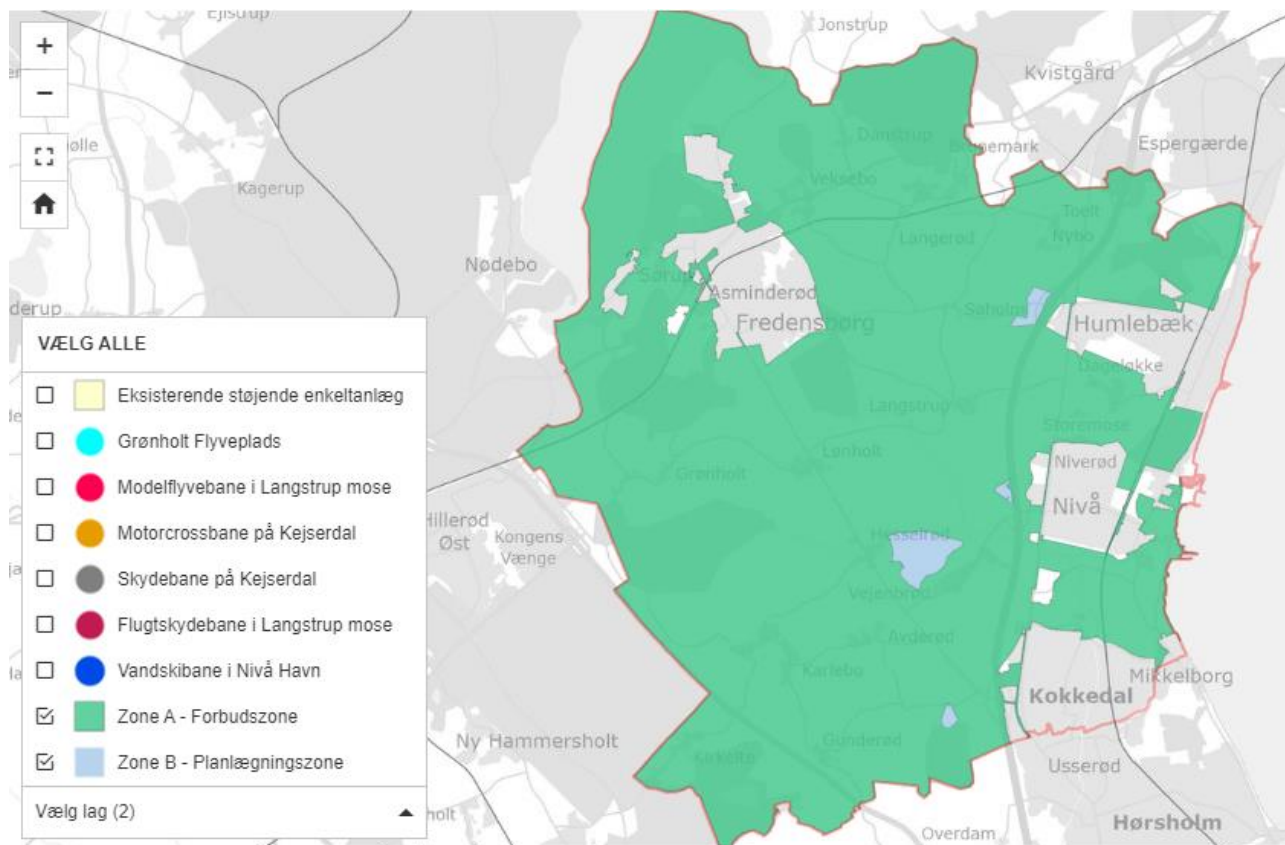 Ejlstrup
Jonstrup
+
−
Kvistgård
Danstrup
Espergærde
Kagerup
Veksebo
Toelt
Nybo
Langerød
Nødebo
Sørup
Asminderød
Fredensborg
Søholm
Humlebæk
Dageløkke
VÆLG ALLE
Eksisterende støjende enkeltanlæg
Grønholt Flyveplads
Modelflyvebane i Langstrup mose
Motorcrossbane på Kejserdal
Skydebane på Kejserdal
Flugtskydebane i Langstrup mose
Vandskibane i Nivå Havn
Zone A - Forbudszone
Zone B - Planlægningszone
Vælg lag (2)
Langstrup
Storemose
Lønholt
Niverød
Grønholt
Nivå
Hillerød
Øst
Kongens
Vænge
Hesselrød
Vejenbrød
Avderød
Karlebo
Mikkelborg
Kokkedal
Ny Hammersholt
Gunderød
Kirkelte
Usserød
Overdam
Hørsholm